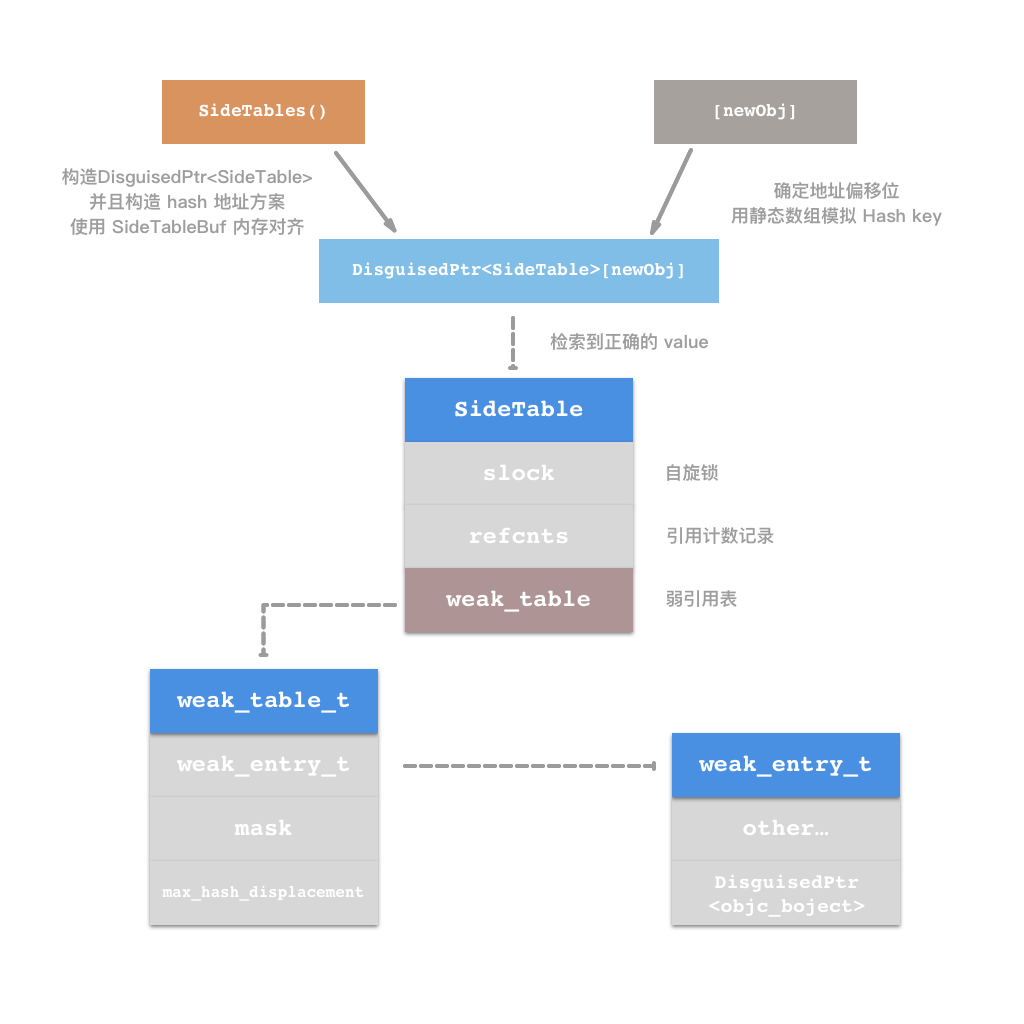 SideTables()
[newObj]
构造DisguisedPtr<SideTable>
并且构造 hash 地址方案
使用 SideTableBuf 内存对齐
确定地址偏移位
用静态数组模拟 Hash key
DisguisedPtr<SideTable>[newObj]
检索到正确的 value
SideTable
slock
自旋锁
refcnts
引用计数记录
weak_table
弱引用表
weak_table_t
weak_entry_t
mask
max_hash_displacement
weak_entry_t
other…
DisguisedPtr
<objc_boject>